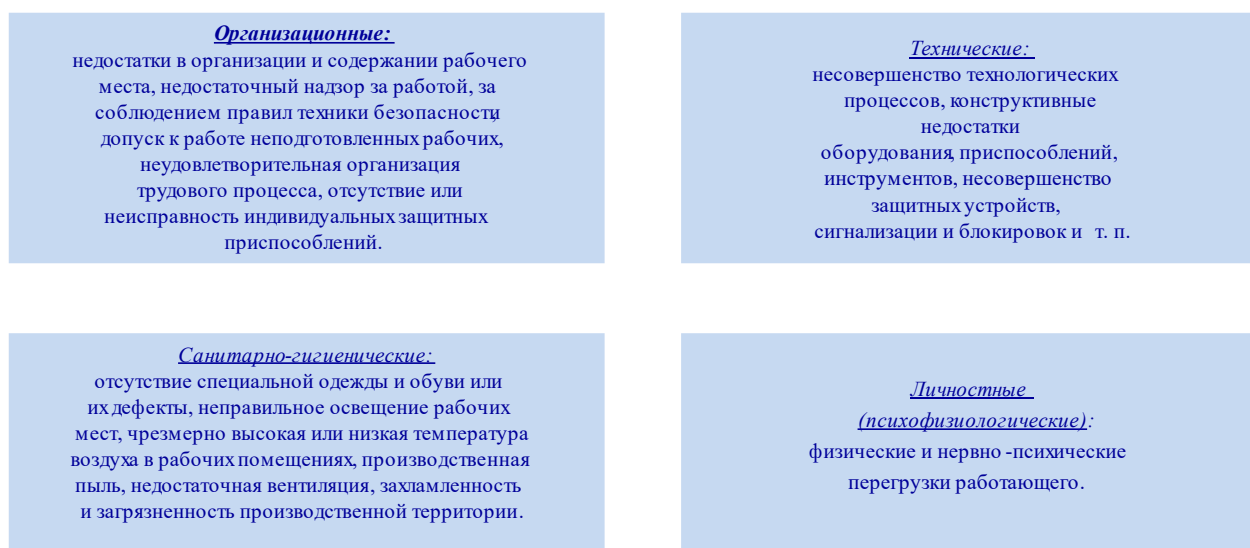 Организационные:
недостатки в организации и содержании рабочего
места, недостаточный надзор за работой, за
соблюдением правил техники безопасности,
допуск к работе неподготовленных рабочих,
неудовлетворительная организация
трудового процесса, отсутствие или
неисправность индивидуальных защитных
приспособлений.
Технические:
несовершенство технологических
процессов, конструктивные
недостатки
оборудования, приспособлений,
инструментов, несовершенство
защитных устройств,
сигнализации и блокировок и т. п.
Санитарно-гигиенические:
отсутствие специальной одежды и обуви или
их дефекты, неправильное освещение рабочих
мест, чрезмерно высокая или низкая температура
воздуха в рабочих помещениях, производственная
пыль, недостаточная вентиляция, захламленность
и загрязненность производственной территории.
Личностные
(психофизиологические):
физические и нервно -психические
перегрузки работающего.